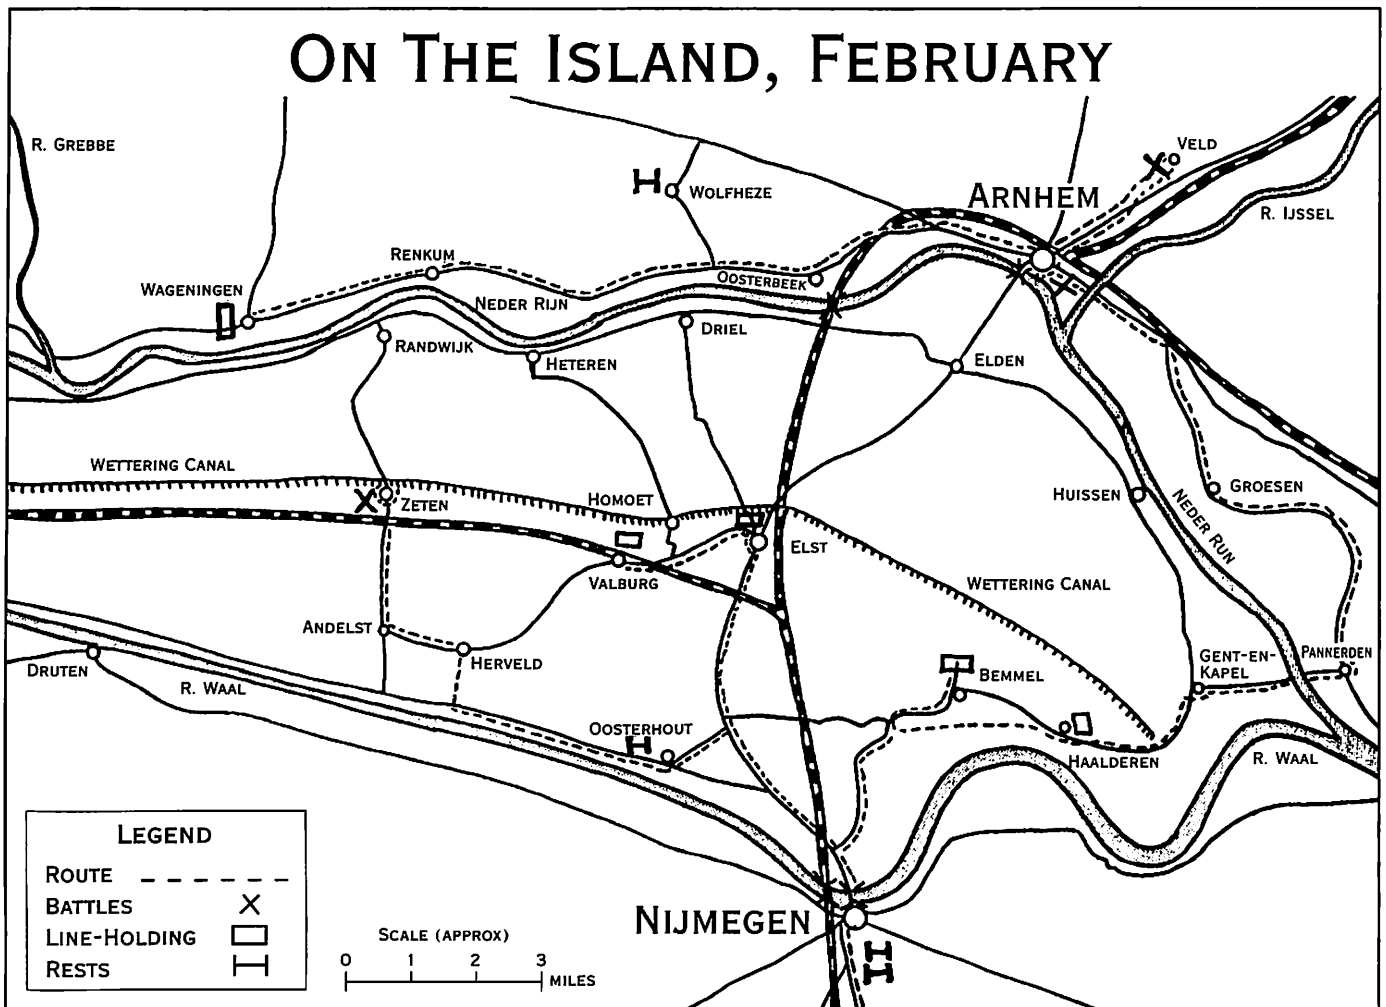 ON THE ISLAND, FEBRUARY
R. GREBBE
VELD
ARNHEM
WOLFHEZE
R. IJSSEL
RENKUM
OOSTERBEEK
WAGENINGEN
NEDER RIJN
DRIEL
RANDWIJK
HETEREN
ELDEN
WETTERING CANAL
HOMOET
ZETEN
HUISSEN
GROESEN
NEDER RIJN
ELST
VALBURG
WETTERING CANAL
ANDELST
HERVELD
DRUTEN
R. WAAL
BEMMEL
GENT-EN-
KAPEL
PANNERDEN
OOSTERHOUT
HAALDEREN
R. WAAL
LEGEND
ROUTE
BATTLES
LINE-HOLDING
RESTS
NIJMEGEN
SCALE (APPROX)
0 1 2 3
MILES